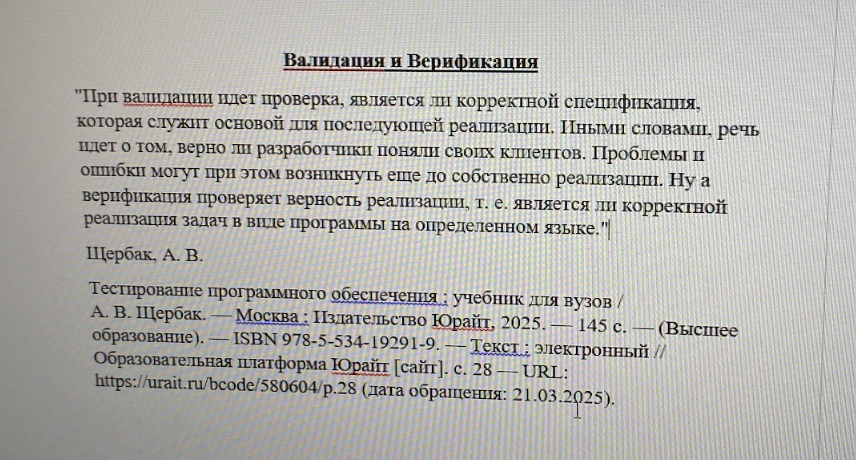 Валидация и Верификация
"При валидации идет проверка, является ли корректной спецификация,
которая служит основой для последующей реализации. Иными словами, речь
идет о том, верно ли разработчики поняли своих клиентов. Проблемы и
ошибки могут при этом возникнуть еще до собственно реализации. Ну а
верификация проверяет верность реализации, т. е. является ли корректной
реализация задач в виде программы на определенном языке."
Щербак, А. В.
Тестирование программного обеспечения : учебник для вузов /
А. В. Щербак. — Москва : Издательство Юрайт, 2025. — 145 с. — (Высшее
образование). — ISBN 978-5-534-19291-9. — Текст : электронный //
Образовательная платформа Юрайт [сайт]. с. 28 — URL:
https://urait.ru/bcode/580604/p.28 (дата обращения: 21.03.2025).